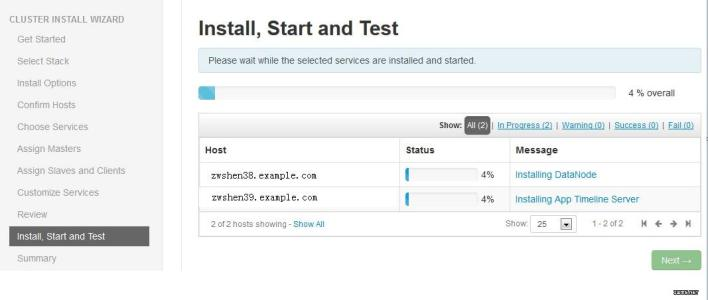 CLUSTER INSTALL WIZARD
Get Started
Select Stack
Install Options
Confirm Hosts
Choose Services
Assign Masters
Assign Slaves and Clients
Customize Services
Review
Install, Start and Test
Summary
Install, Start and Test
Please wait while the selected services are installed and started.
4 % overall
Show: All (2) | In Progress (2) | Warning (0) | Success (0) | Fail (0)
Host Status Message
zwshen38.example.com 4% Installing DataNode
zwshen39.example.com 4% Installing App Timeline Server
2 of 2 hosts showing - Show All Show: 25 1 - 2 of 2
Next →